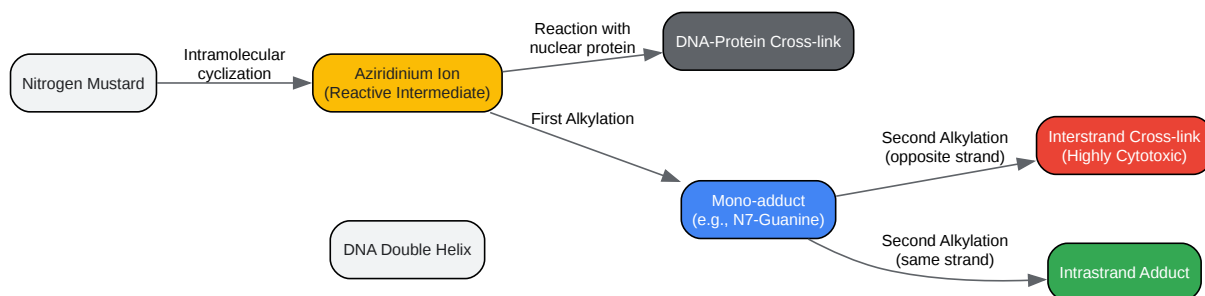 Nitrogen Mustard
Intramolecular
cyclization
Aziridinium Ion
(Reactive Intermediate)
Reaction with
nuclear protein
DNA-Protein Cross-link
First Alkylation
Mono-adduct
(e.g., N7-Guanine)
Second Alkylation
(opposite strand)
Interstrand Cross-link
(Highly Cytotoxic)
Second Alkylation
(same strand)
Intrastrand Adduct
DNA Double Helix